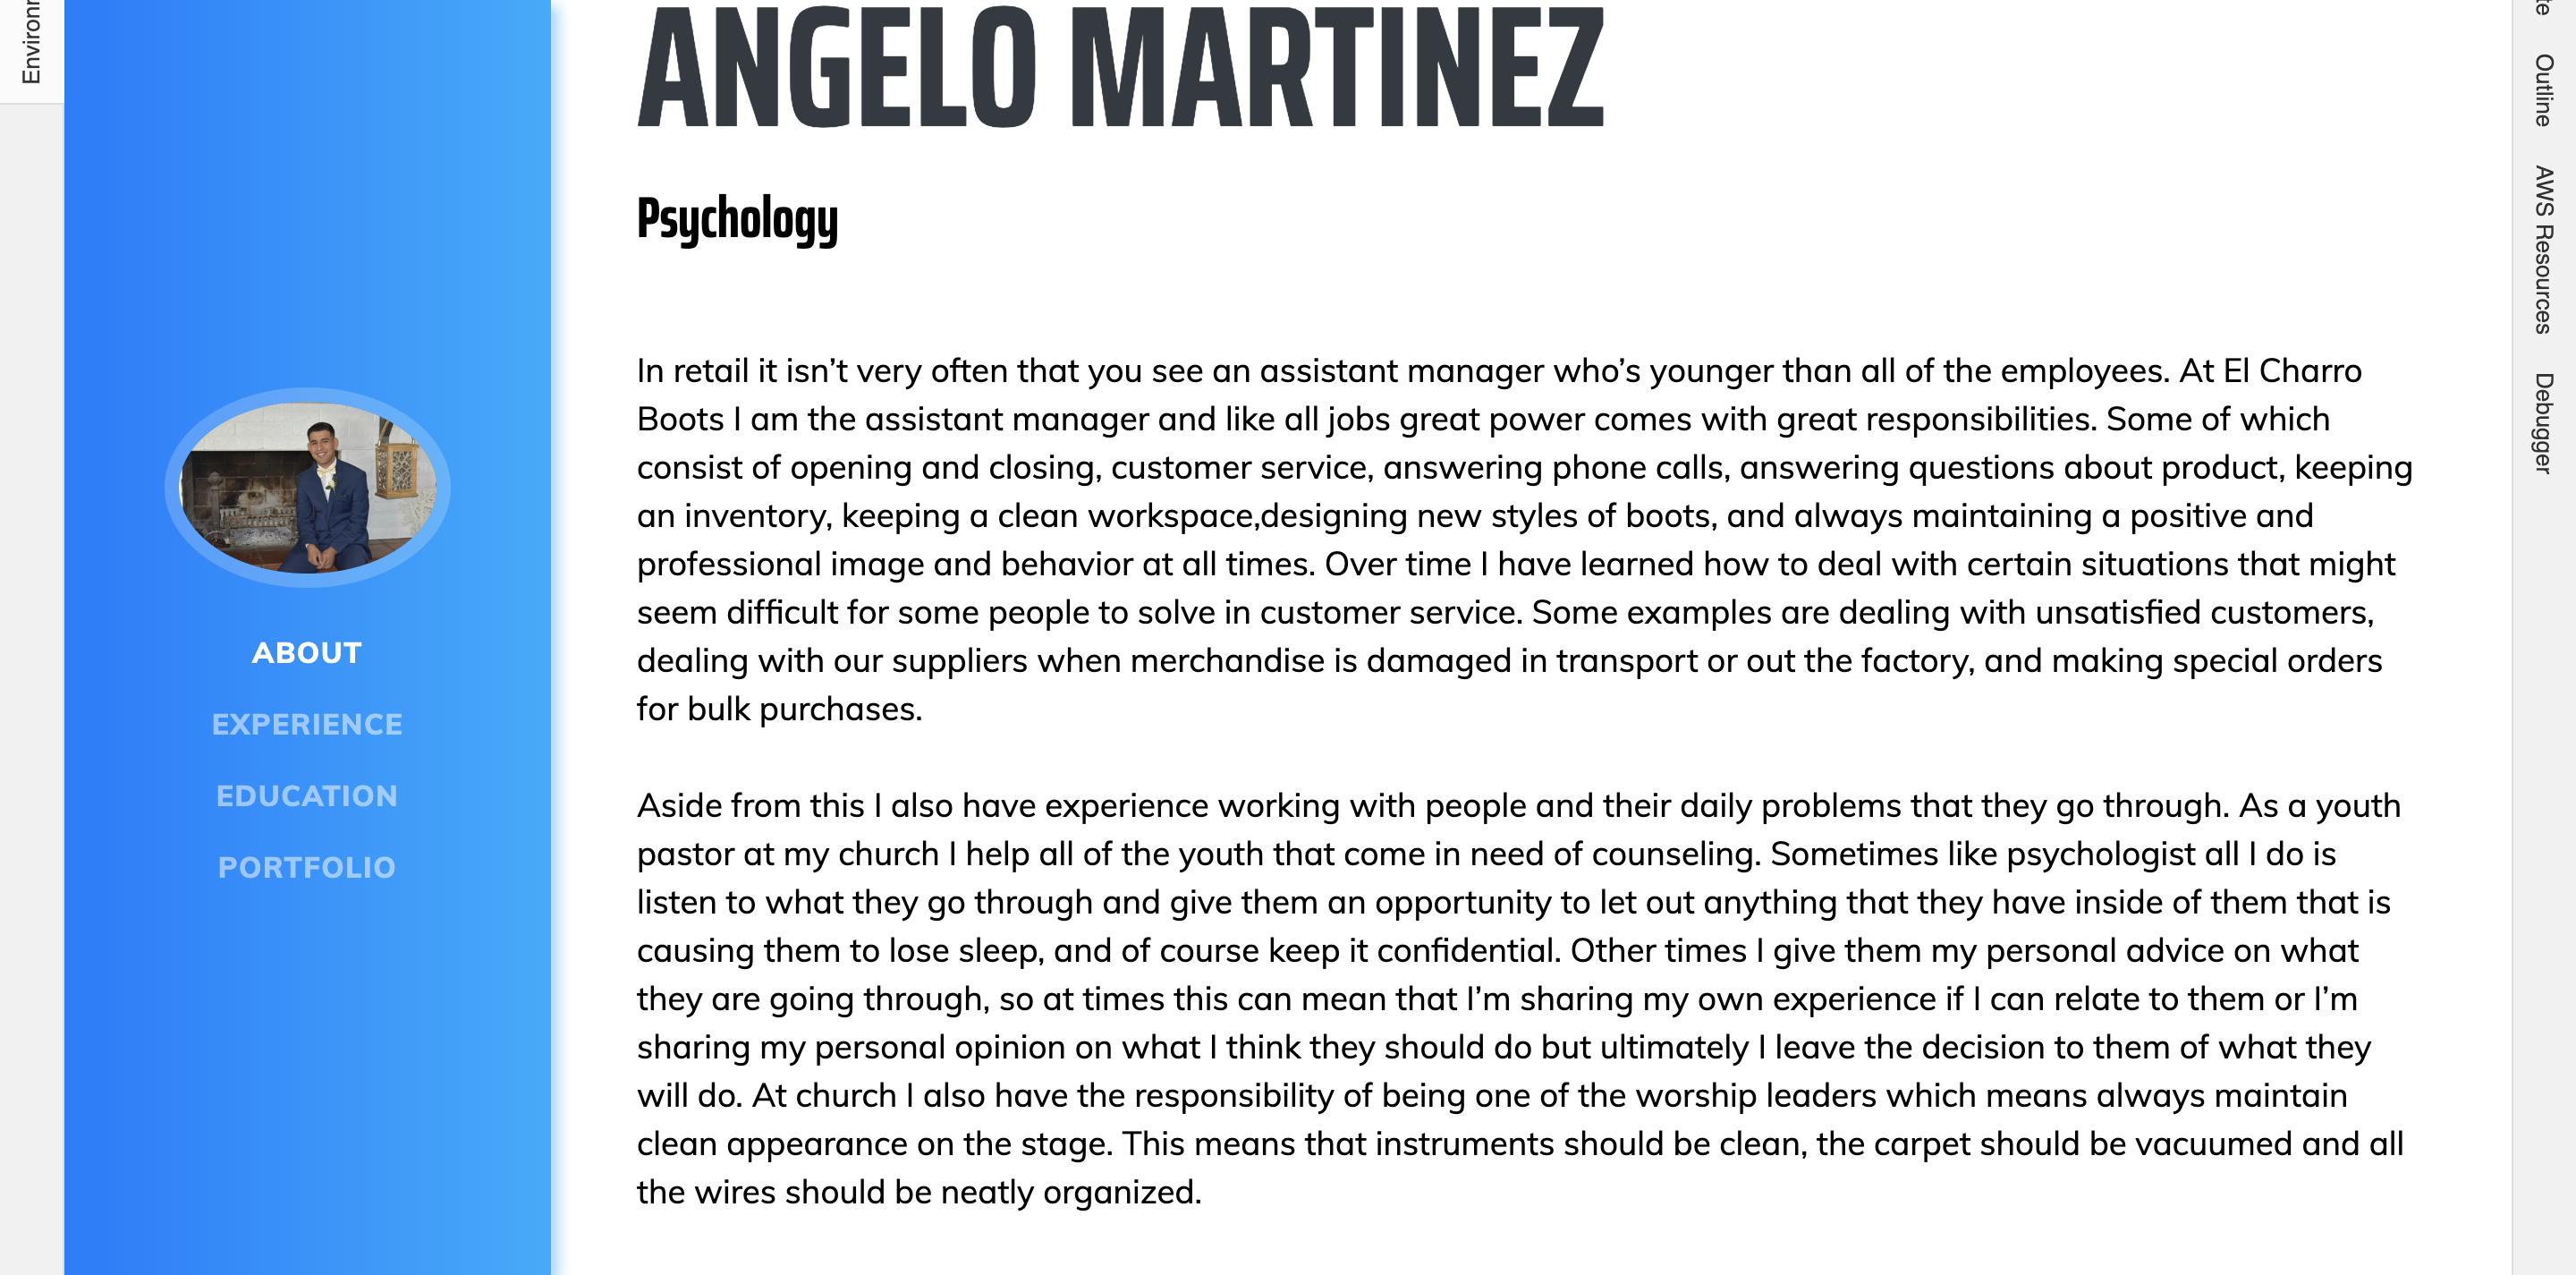 Environ
ANGELO MARTINEZ
Psychology
In retail it isn’t very often that you see an assistant manager who’s younger than all of the employees. At El Charro
Boots I am the assistant manager and like all jobs great power comes with great responsibilities. Some of which
consist of opening and closing, customer service, answering phone calls, answering questions about product, keeping
an inventory, keeping a clean workspace,designing new styles of boots, and always maintaining a positive and
professional image and behavior at all times. Over time I have learned how to deal with certain situations that might
seem difficult for some people to solve in customer service. Some examples are dealing with unsatisfied customers,
dealing with our suppliers when merchandise is damaged in transport or out the factory, and making special orders
for bulk purchases.
Aside from this I also have experience working with people and their daily problems that they go through. As a youth
pastor at my church I help all of the youth that come in need of counseling. Sometimes like psychologist all I do is
listen to what they go through and give them an opportunity to let out anything that they have inside of them that is
causing them to lose sleep, and of course keep it confidential. Other times I give them my personal advice on what
they are going through, so at times this can mean that I’m sharing my own experience if I can relate to them or I’m
sharing my personal opinion on what I think they should do but ultimately I leave the decision to them of what they
will do. At church I also have the responsibility of being one of the worship leaders which means always maintain
clean appearance on the stage. This means that instruments should be clean, the carpet should be vacuumed and all
the wires should be neatly organized.
ABOUT
EXPERIENCE
EDUCATION
PORTFOLIO
Outline
AWS Resources
Debugger